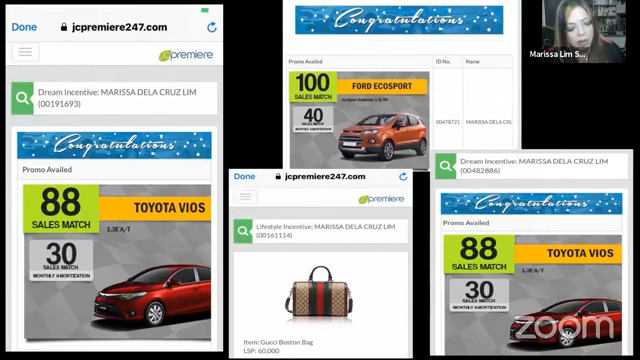 Done
jcpremiere247.com
jcpremiere
Dream Incentive: MARISSA DELA CRUZ LIM
(00191693)
Congratulations
Promo Availed
88
SALES MATCH
TOYOTA VIOS
1.3E A/T
30
SALES MATCH
MONTHLY AMORTIZATION
Congratulations
Promo Availed
ID No.
Name
100
SALES MATCH
FORD ECOSPORT
40
SALES MATCH
MONTHLY AMORTIZATION
00478721
MARISSA DELA CRU
Marissa Lim S...
Done
jcpremiere247.com
jcpremiere
Lifestyle Incentive: MARISSA DELA CRUZ LIM
(00161114)
Item: Gucci Boston Bag
LSP: 60.000
Dream Incentive: MARISSA DELA CRUZ LIM
(00482886)
Congratulations
Promo Availed
88
SALES MATCH
TOYOTA VIOS
1.3E A/T
30
SALES MATCH
MONTHLY AMORTIZATION
zoom